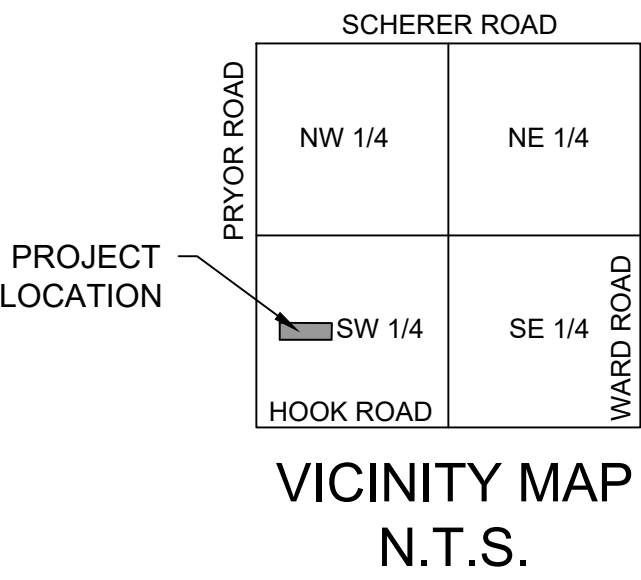 SCHERER ROAD
PRYOR ROAD
NW 1/4
NE 1/4
PROJECT
LOCATION
SW 1/4
SE 1/4
WARD ROAD
HOOK ROAD
VICINITY MAP
N.T.S.